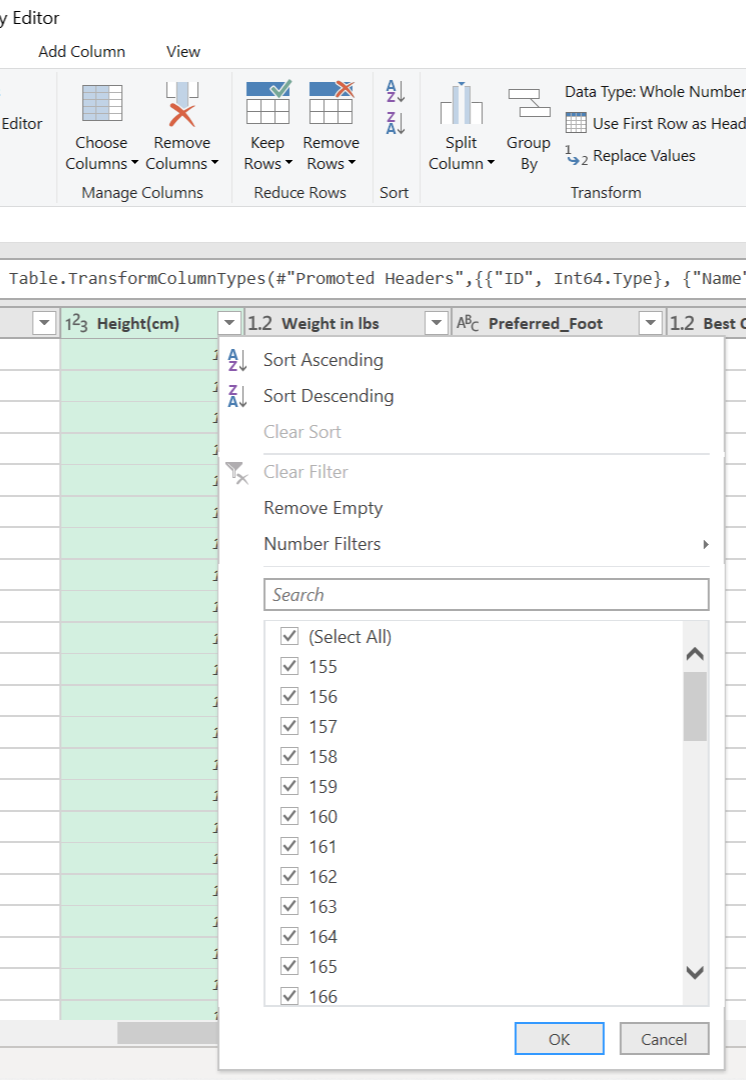 y Editor
Add Column View
Editor
Choose Columns
Remove Columns
Manage Columns
Keep Rows
Remove Rows
Reduce Rows
A
Z
Z
A
Sort
Split Column
Group By
Data Type: Whole Number
Use First Row as Head
1
2 Replace Values
Transform
Table.TransformColumnTypes(#"Promoted Headers",{{"ID", Int64.Type}, {"Name"
123 Height(cm) 1.2 Weight in lbs ABC Preferred_Foot 1.2 Best
A
Z Sort Ascending
Z
A Sort Descending
Clear Sort
Clear Filter
Remove Empty
Number Filters
Search
(Select All)
155
156
157
158
159
160
161
162
163
164
165
166
OK Cancel